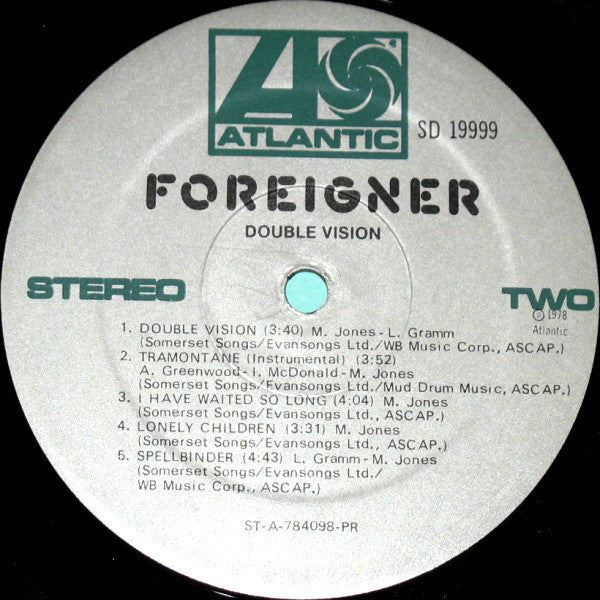 ATLANTIC
SD 19999
FOREIGNER
DOUBLE VISION
STEREO
TWO
℗ 1978
Atlantic
1. DOUBLE VISION (3:40) M. Jones-L. Gramm
(Somerset Songs/Evansongs Ltd./WB Music Corp., ASCAP.)
2. TRAMONTANE (Instrumental) (3:52)
A. Greenwood-I. McDonald-M. Jones
(Somerset Songs/Evansongs Ltd./Mud Drum Music, ASCAP.)
3. I HAVE WAITED SO LONG (4:04) M. Jones
(Somerset Songs/Evansongs Ltd., ASCAP.)
4. LONELY CHILDREN (3:31) M. Jones
(Somerset Songs/Evansongs Ltd., ASCAP.)
5. SPELLBINDER (4:43) L. Gramm-M. Jones
(Somerset Songs/Evansongs Ltd./
WB Music Corp., ASCAP.)
ST-A-784098-PR